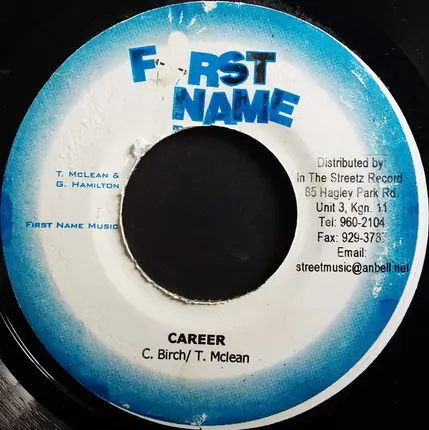 F RST
NAME
T. McLean &
G. Hamilton
First Name Music
Distributed by:
In The Streetz Record
85 Hagley Park Rd.
Unit 3, Kgn. 11
Tel: 960-2104
Fax: 929-373
Email:
streetmusic@anbell.net
CAREER
C. Birch/ T. Mclean